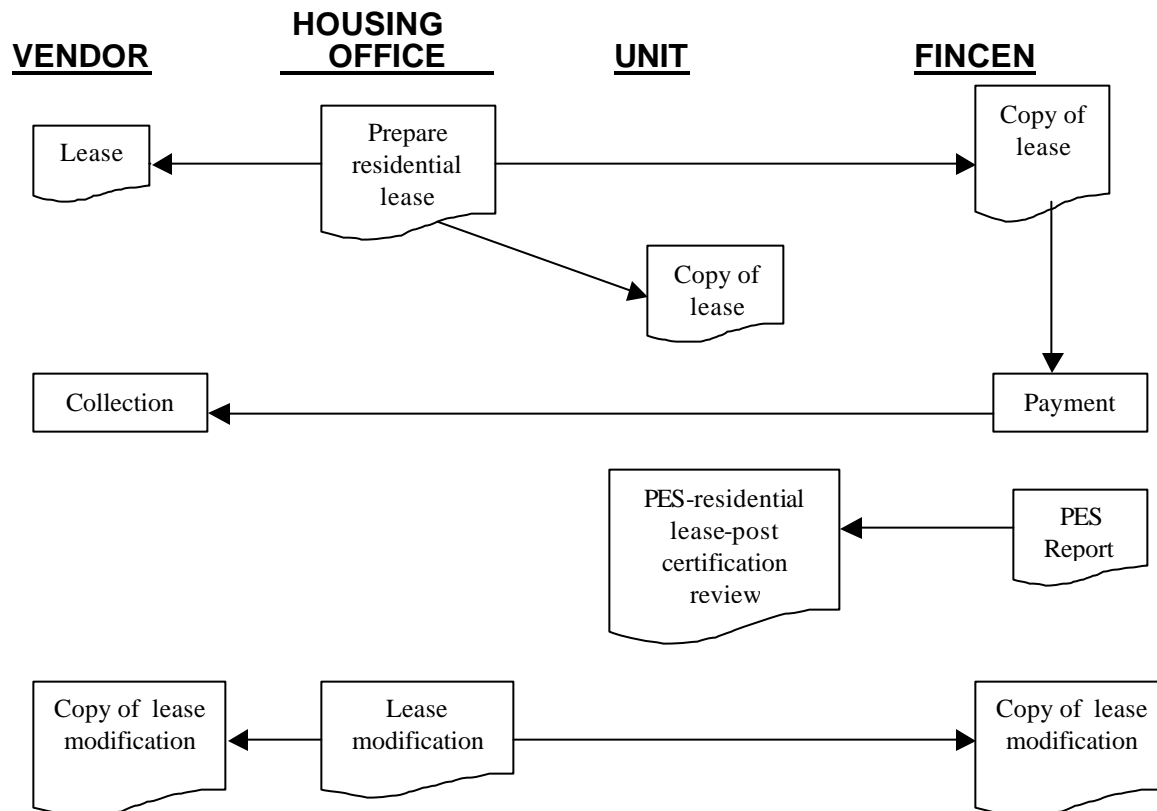 HOUSING
VENDOR OFFICE UNIT FINCEN
Lease
Prepare
residential
lease
Copy of
lease
Copy of
lease
Collection
Payment
PES-residential
lease-post
certification
review
PES
Report
Copy of lease
modification
Lease
modification
Copy of lease
modification